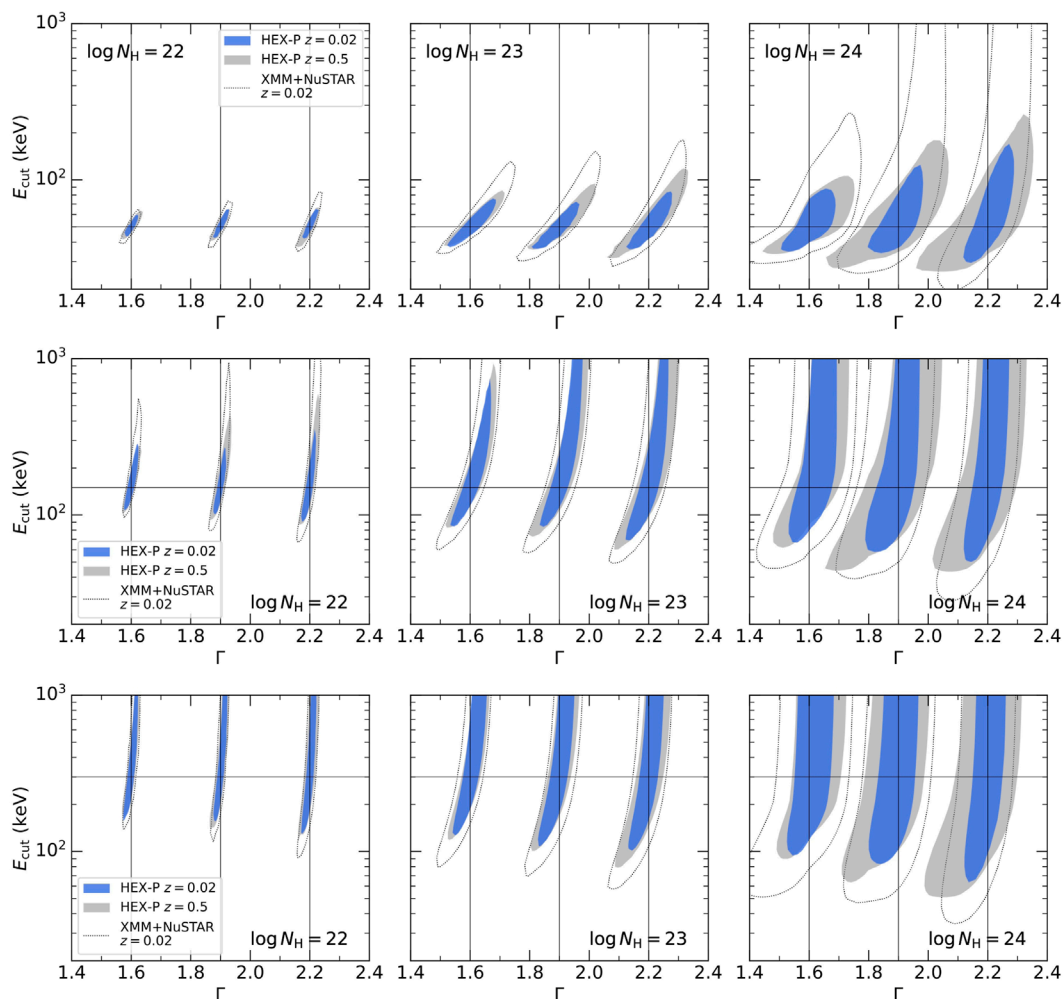 10³
10²
E_cut (keV)
log N_H = 22
HEX-P z = 0.02
HEX-P z = 0.5
XMM+NuSTAR
z = 0.02
1.4 1.6 1.8 2.0 2.2 2.4
Γ
log N_H = 23
1.4 1.6 1.8 2.0 2.2 2.4
Γ
log N_H = 24
1.4 1.6 1.8 2.0 2.2 2.4
Γ
10³
10²
E_cut (keV)
HEX-P z = 0.02
HEX-P z = 0.5
XMM+NuSTAR
z = 0.02
log N_H = 22
1.4 1.6 1.8 2.0 2.2 2.4
Γ
log N_H = 23
1.4 1.6 1.8 2.0 2.2 2.4
Γ
log N_H = 24
1.4 1.6 1.8 2.0 2.2 2.4
Γ
10³
10²
E_cut (keV)
HEX-P z = 0.02
HEX-P z = 0.5
XMM+NuSTAR
z = 0.02
log N_H = 22
1.4 1.6 1.8 2.0 2.2 2.4
Γ
log N_H = 23
1.4 1.6 1.8 2.0 2.2 2.4
Γ
log N_H = 24
1.4 1.6 1.8 2.0 2.2 2.4
Γ